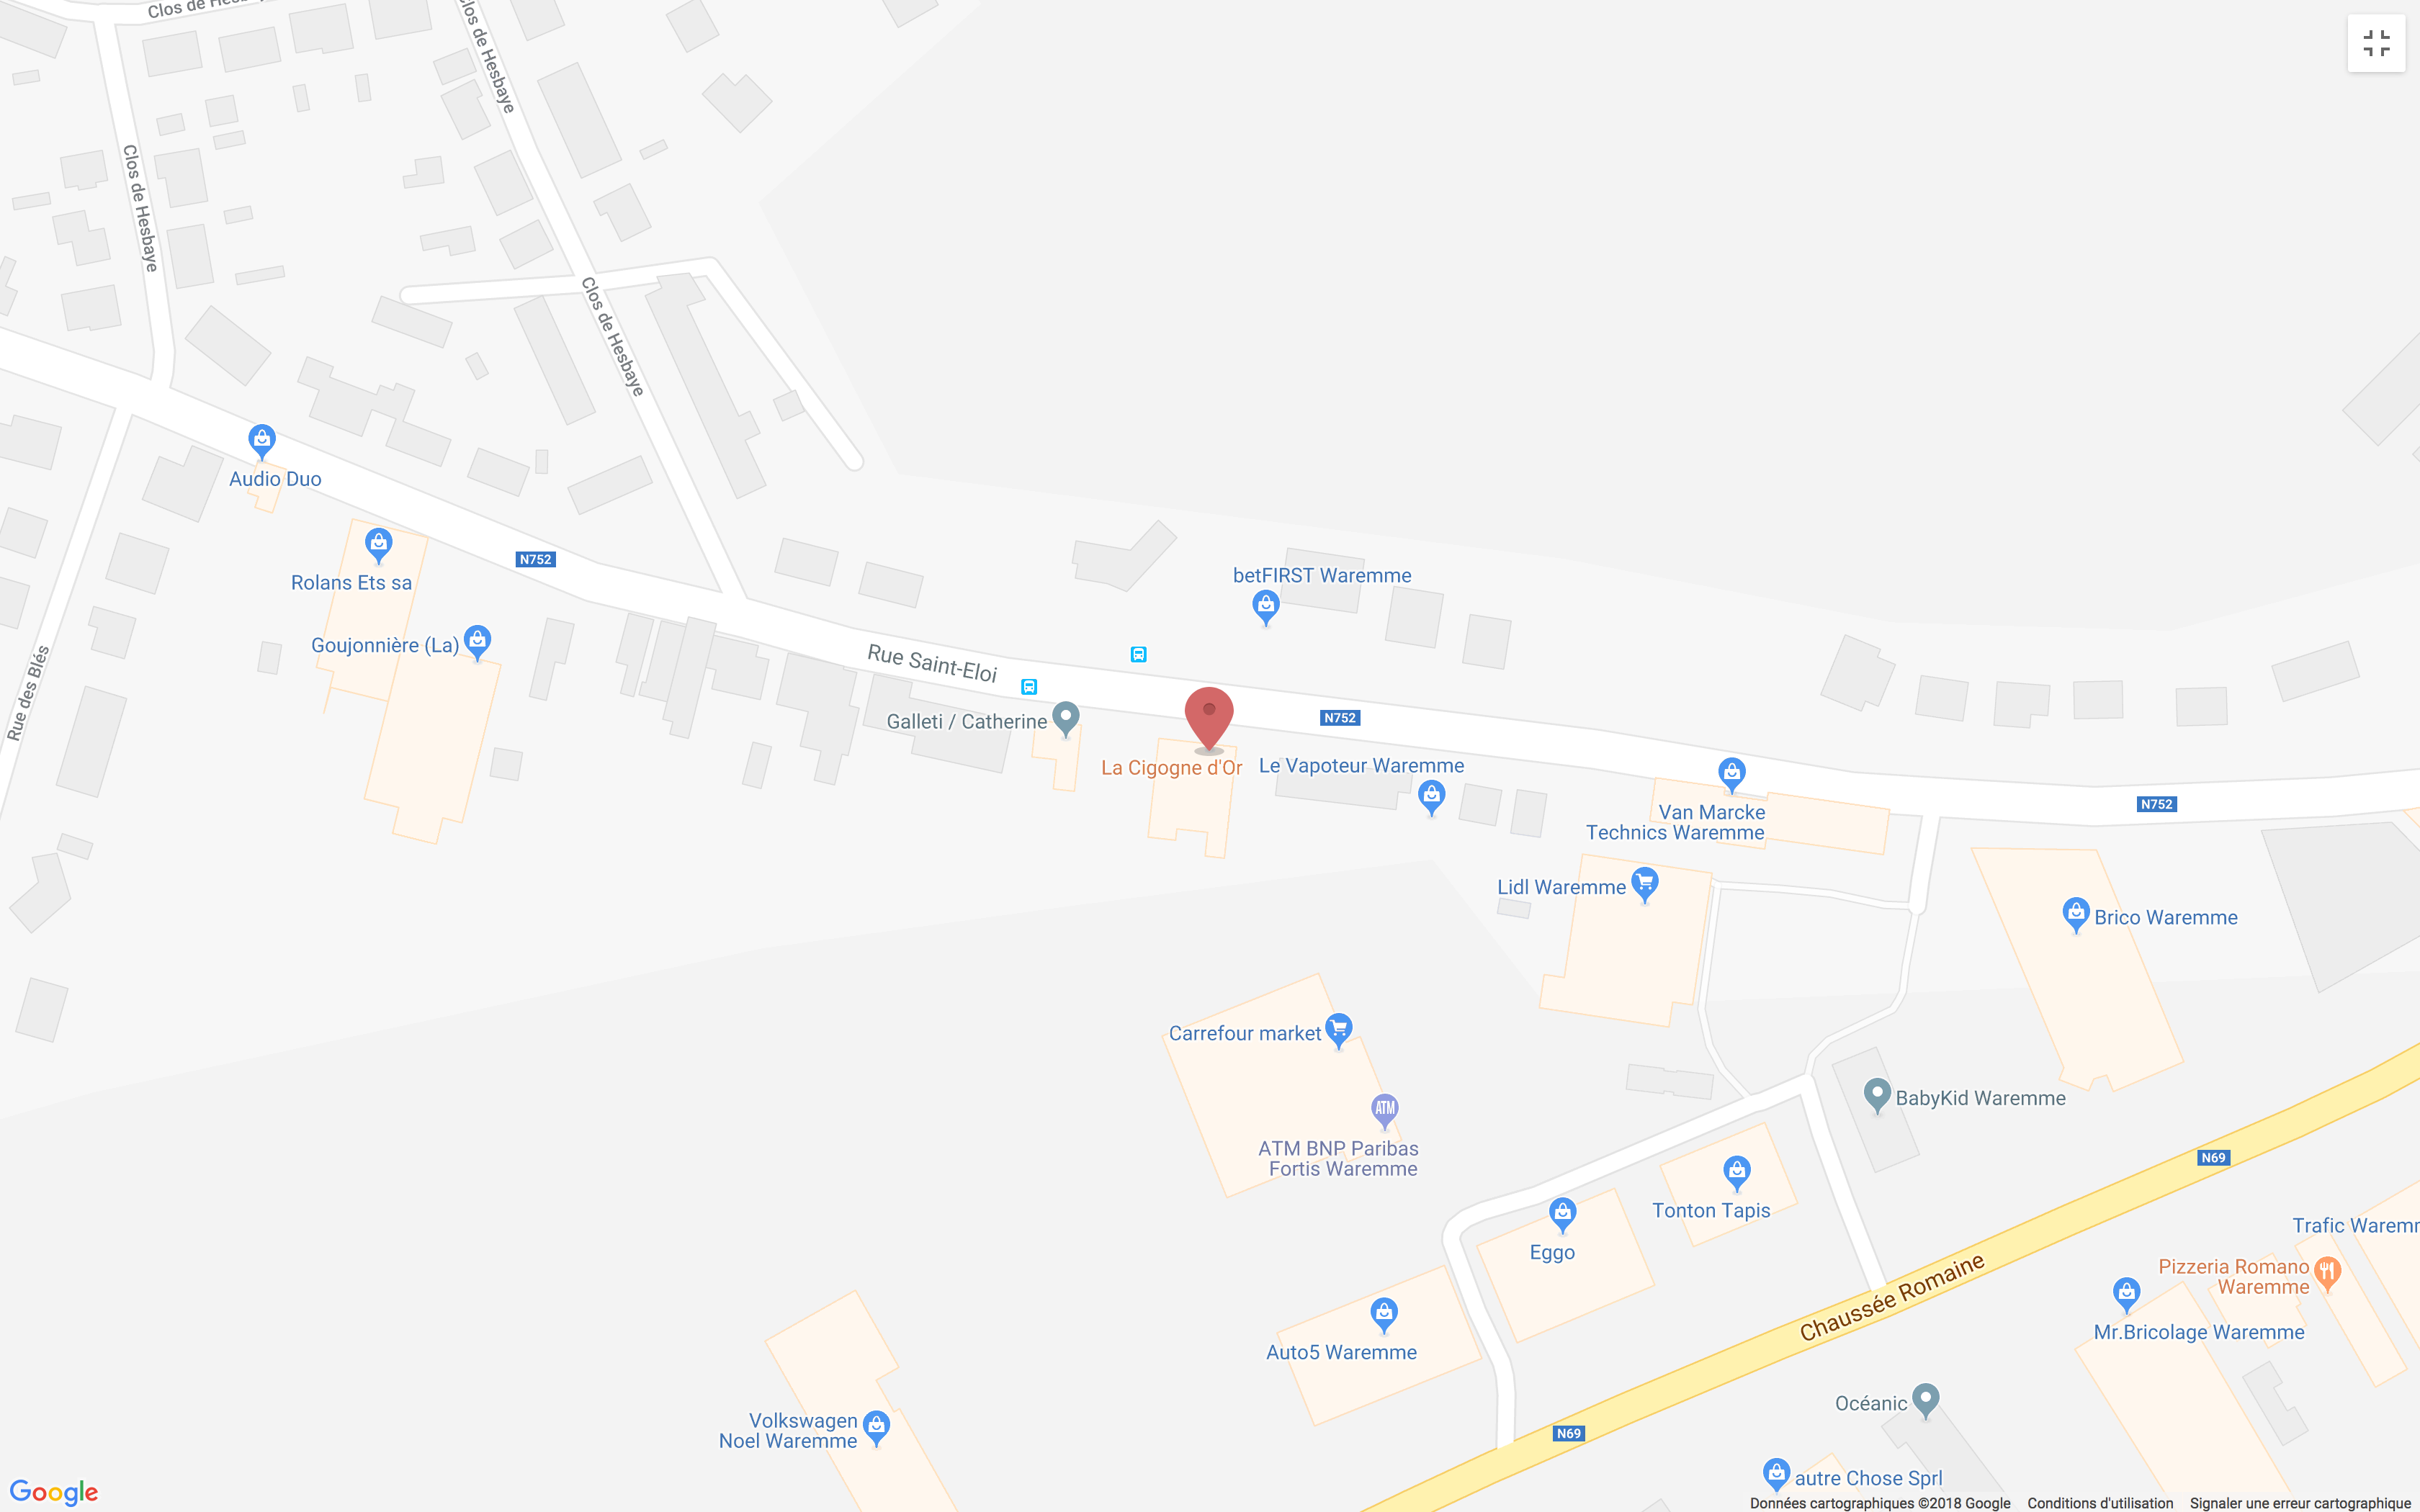 Clos de Hesbaye
Clos de Hesbaye
Clos de Hesbaye
Clos de Hesbaye
Audio Duo
Rolans Ets sa
N752
betFIRST Waremme
Goujonnière (La)
Rue des Blés
Rue Saint-Eloi
Galleti / Catherine
N752
La Cigogne d'Or
Le Vapoteur Waremme
Van Marcke
Technics Waremme
N752
Lidl Waremme
Brico Waremme
Carrefour market
ATM
ATM BNP Paribas
Fortis Waremme
BabyKid Waremme
N69
Tonton Tapis
Eggo
Trafic
Chaussée Romaine
Pizzeria Romano
Waremme
Mr.Bricolage Waremme
Auto5 Waremme
Océanic
Volkswagen
Noel Waremme
N69
autre Chose Sprl
Google
Données cartographiques ©2018 Google
Conditions d'utilisation
Signaler une erreur cartographique